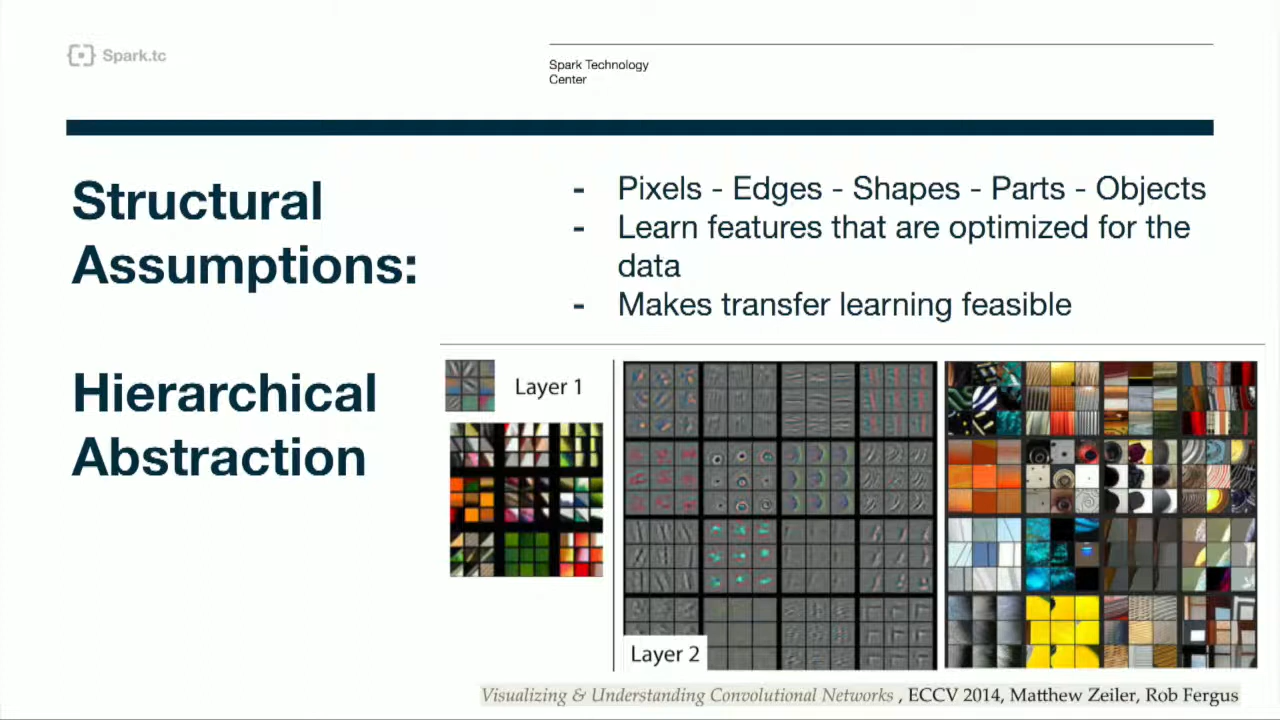 Spark.tc
Spark Technology
Center
Structural
Assumptions:
Hierarchical
Abstraction
- Pixels - Edges - Shapes - Parts - Objects
- Learn features that are optimized for the
data
- Makes transfer learning feasible
Layer 1
Layer 2
Visualizing & Understanding Convolutional Networks , ECCV 2014, Matthew Zeiler, Rob Fergus